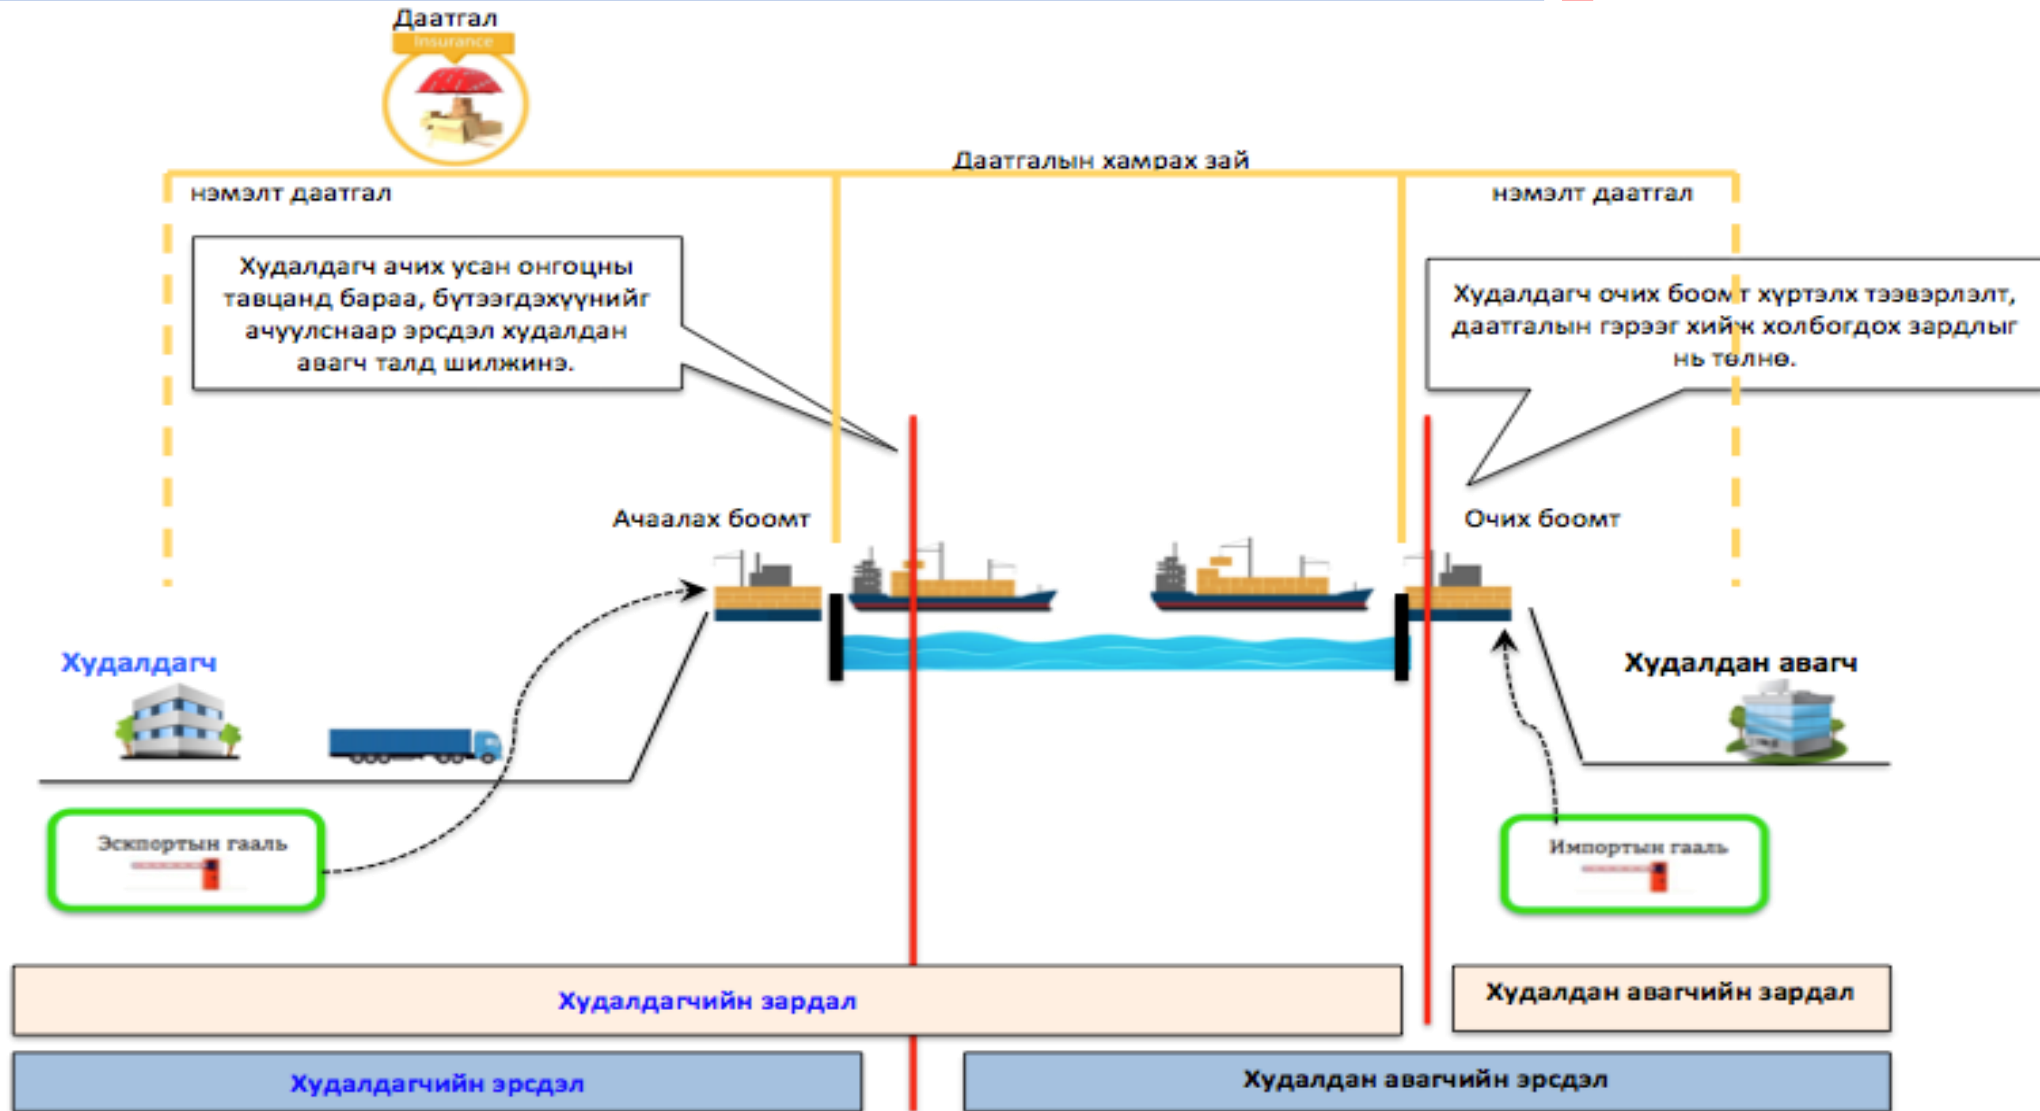 Даатгал
Insurance
Даатгалын хамрах зай
нэмэлт даатгал
нэмэлт даатгал
Худалдагч ачих усан онгоцны
тавцанд бараа, бүтээгдэхүүнийг
ачуулснаар эрсдэл худалдан
авагч талд шилжинэ.
Худалдагч очих боомт хүртэлх тээвэрлэлт,
даатгалын гэрээг хийж холбогдох зардлыг
нь төлнө.
Ачаалах боомт
Очих боомт
Худалдагч
Худалдан авагч
Эскпортын гааль
Импортын гааль
Худалдагчийн зардал
Худалдан авагчийн зардал
Худалдагчийн эрсдэл
Худалдан авагчийн эрсдэл